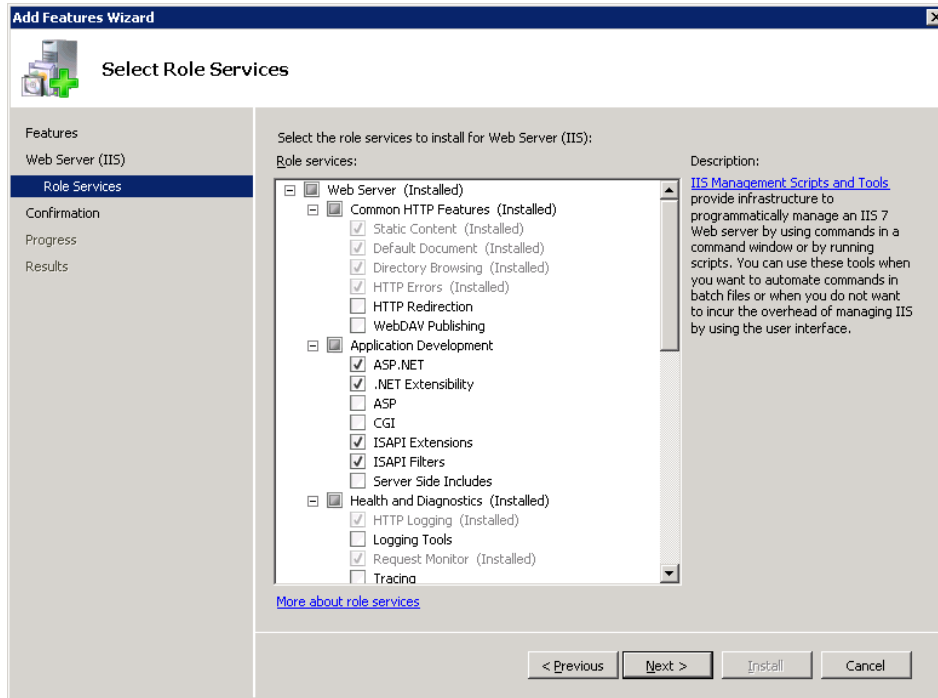 Add Features Wizard
Select Role Services
Features
Web Server (IIS)
Role Services
Confirmation
Progress
Results
Select the role services to install for Web Server (IIS):
Role services:
Web Server (Installed)
Common HTTP Features (Installed)
Static Content (Installed)
Default Document (Installed)
Directory Browsing (Installed)
HTTP Errors (Installed)
HTTP Redirection
WebDAV Publishing
Application Development
ASP.NET
.NET Extensibility
ASP
CGI
ISAPI Extensions
ISAPI Filters
Server Side Includes
Health and Diagnostics (Installed)
HTTP Logging (Installed)
Logging Tools
Request Monitor (Installed)
Tracing
More about role services
Description:
IIS Management Scripts and Tools
provide infrastructure to
programmatically manage an IIS 7
Web server by using commands in a
command window or by running
scripts. You can use these tools when
you want to automate commands in
batch files or when you do not want
to incur the overhead of managing IIS
by using the user interface.
< Previous
Next >
Install
Cancel